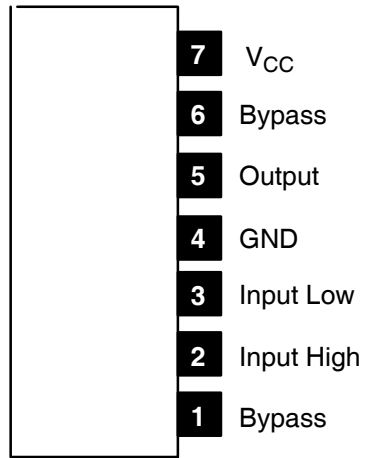 7 VCC
6 Bypass
5 Output
4 GND
3 Input Low
2 Input High
1 Bypass